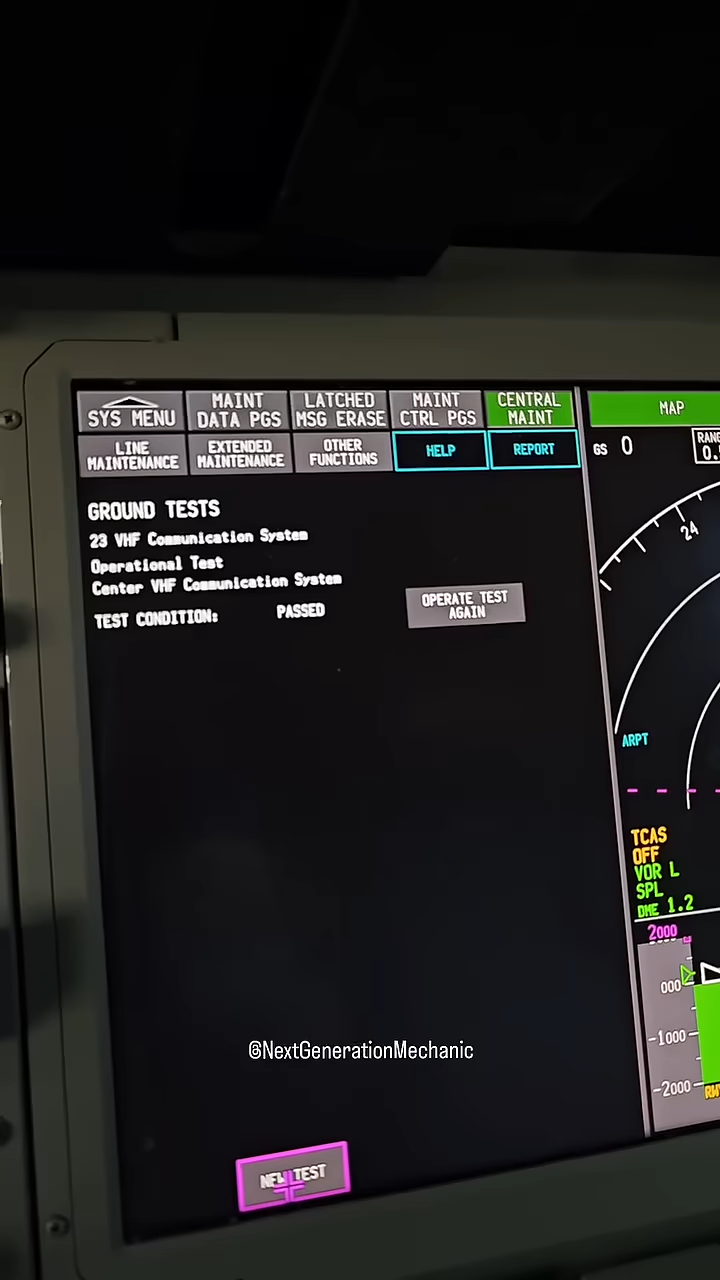 SYS MENU
MAINT
DATA PGS
LATCHED
MSG ERASE
MAINT
CTRL PGS
CENTRAL
MAINT
LINE
MAINTENANCE
EXTENDED
MAINTENANCE
OTHER
FUNCTIONS
HELP
REPORT
GROUND TESTS
23 VHF Communication System
Operational Test
Center VHF Communication System
TEST CONDITION: PASSED
OPERATE TEST
AGAIN
NEW TEST
MAP
GS 0
24
ARPT
TCAS
OFF
VOR L
SPL
DME 1.2
2000
000
-1000
-2000
@NextGenerationMechanic